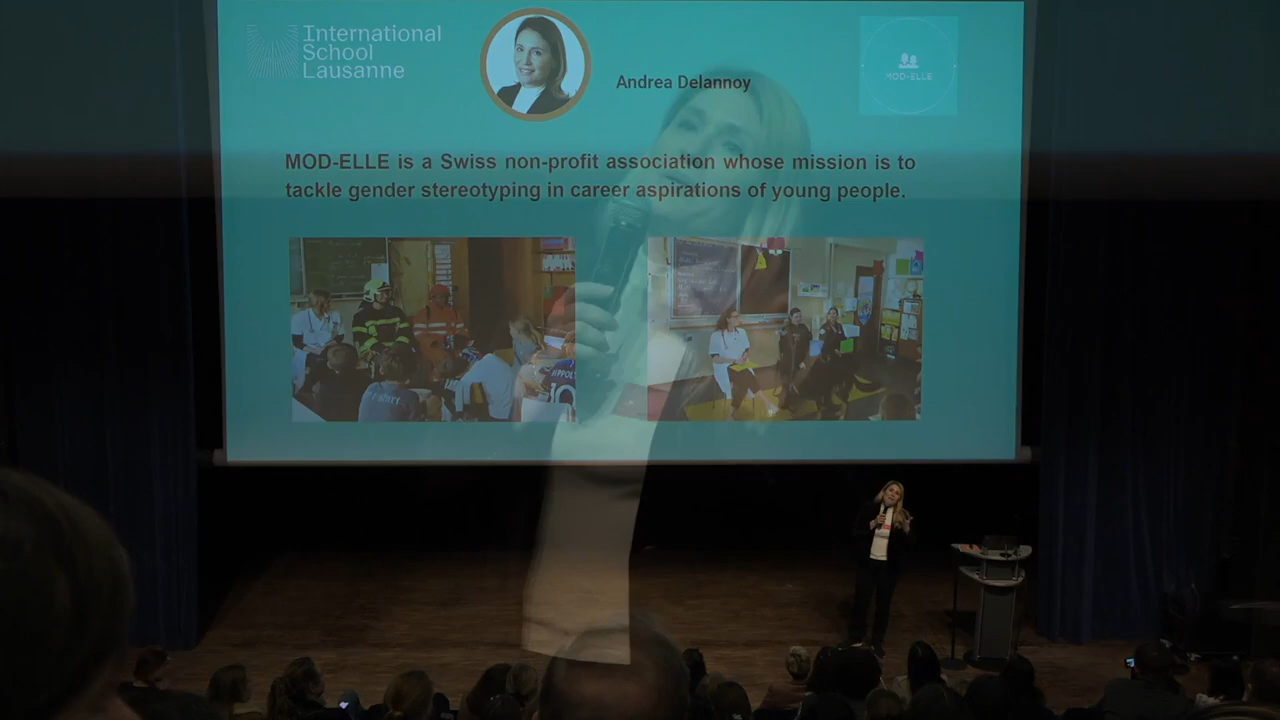 International
School
Lausanne
Andrea Delannoy
MOD-ELLE
MOD-ELLE is a Swiss non-profit association whose mission is to
tackle gender stereotyping in career aspirations of young people.